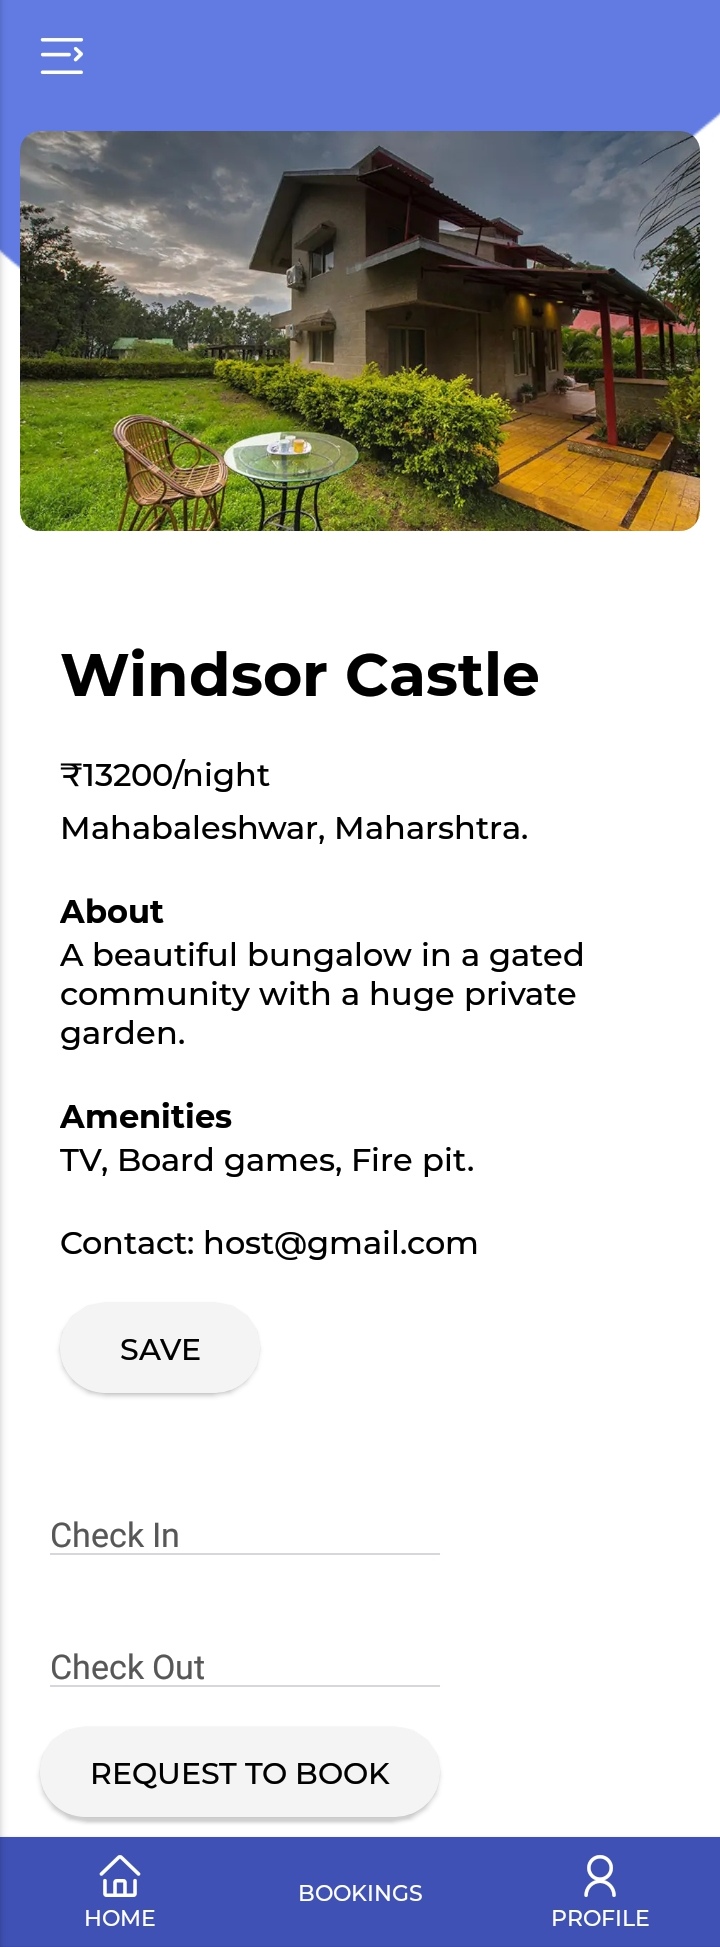 Windsor Castle
₹13200/night
Mahabaleshwar, Maharshtra.
About
A beautiful bungalow in a gated
community with a huge private
garden.
Amenities
TV, Board games, Fire pit.
Contact: host@gmail.com
SAVE
Check In
Check Out
REQUEST TO BOOK
HOME
BOOKINGS
PROFILE